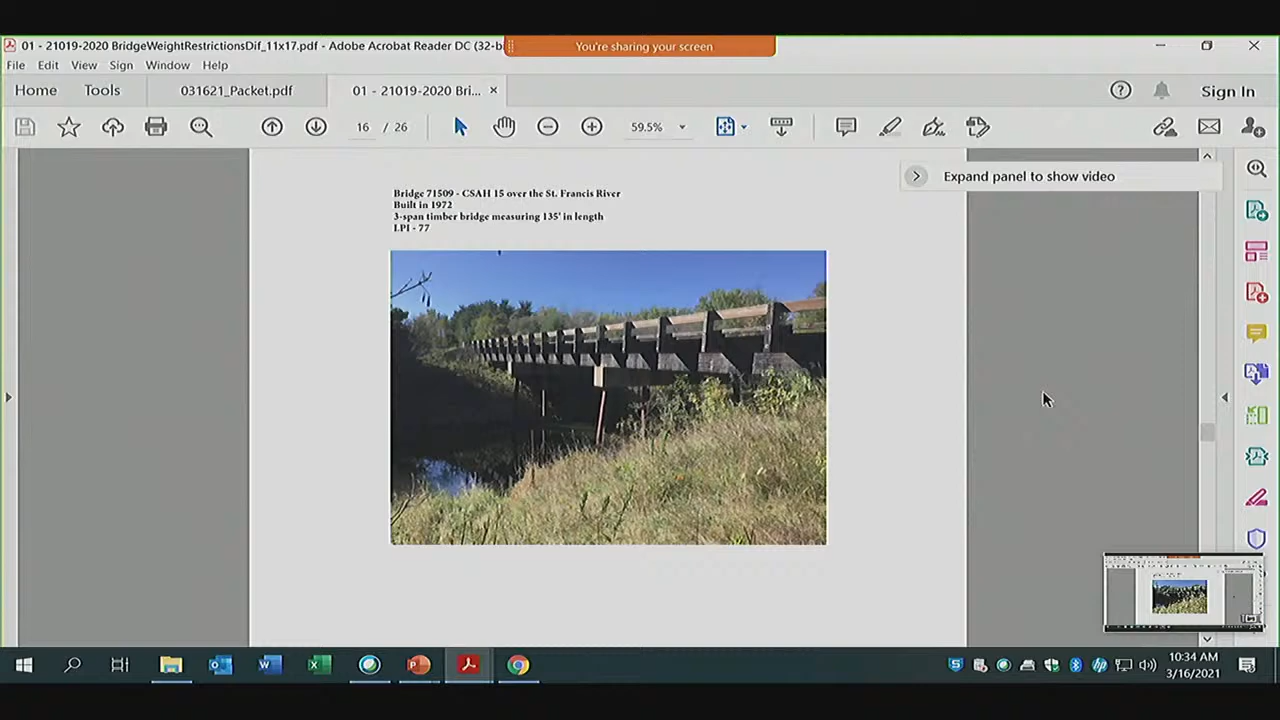 01 - 21019-2020 BridgeWeightRestrictionsDif_11x17.pdf - Adobe Acrobat Reader DC (32-b
You're sharing your screen
File Edit View Sign Window Help
Home Tools 031621_Packet.pdf 01 - 21019-2020 Bri... Sign In
16 / 26 59.5%
Expand panel to show video
Bridge 71509 - CSAH 15 over the St. Francis River
Built in 1972
3-span timber bridge measuring 135' in length
LPI - 77
10:34 AM
3/16/2021